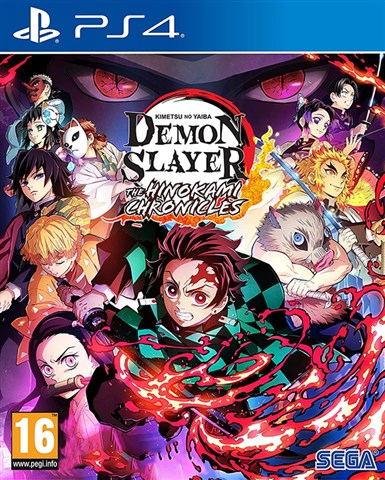 PS4
KIMETSU NO YAIBA
DEMON
SLAYER
THE HINOKAMI
CHRONICLES
16
www.pegi.info
SEGA